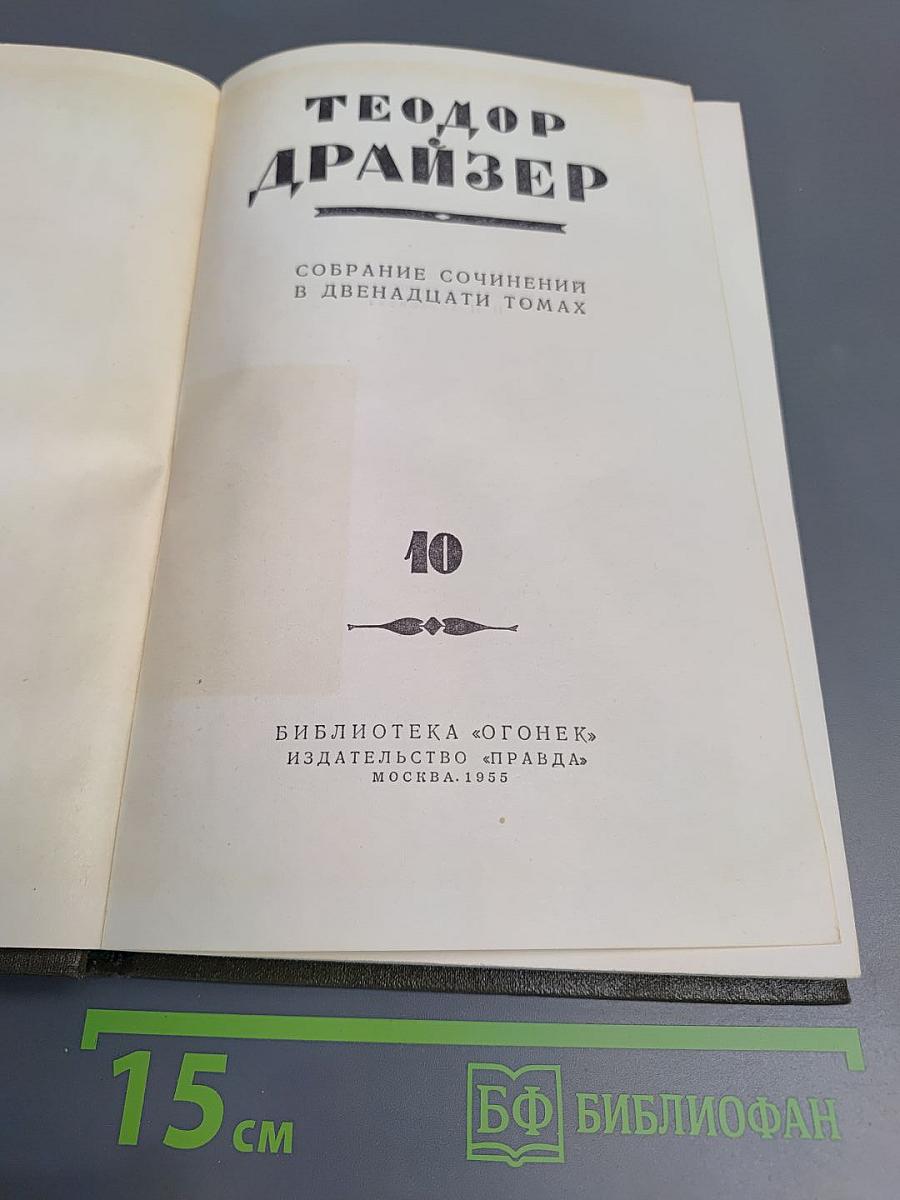 ТЕОДОР
ДРАЙЗЕР
СОБРАНИЕ СОЧИНЕНИЙ
В ДВЕНАДЦАТИ ТОМАХ
10
БИБЛИОТЕКА «ОГОНЕК»
ИЗДАТЕЛЬСТВО «ПРАВДА»
МОСКВА. 1955
15 СМ
БФ БИБЛИОФАН